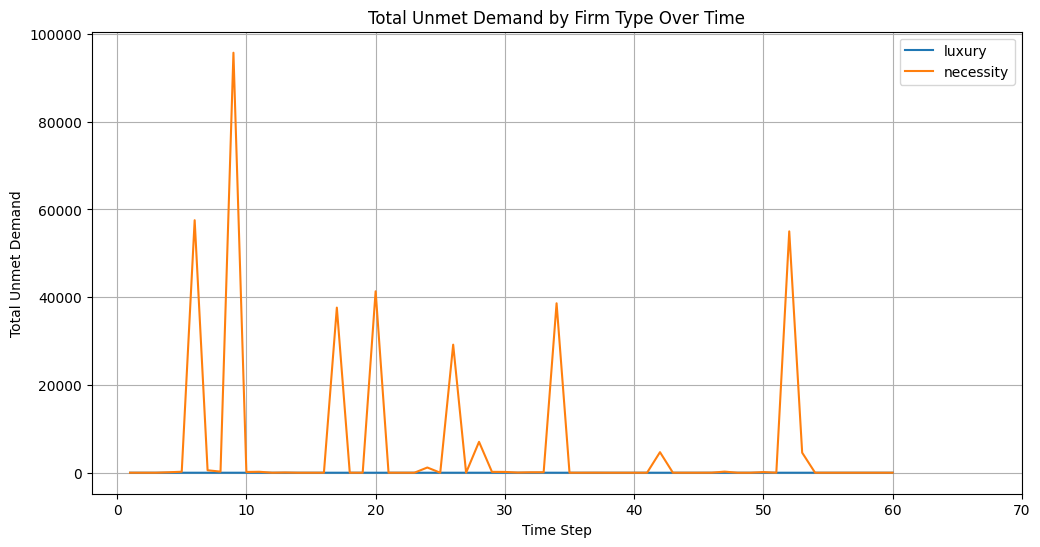 Total Unmet Demand by Firm Type Over Time
luxury
necessity
Total Unmet Demand
100000
80000
60000
40000
20000
0
0 10 20 30 40 50 60 70
Time Step